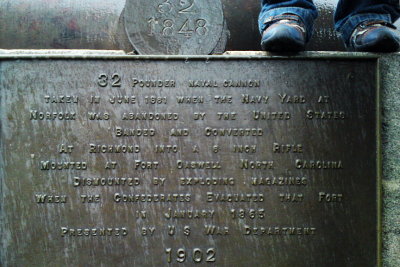 32
1848
32 POUNDER NAVAL CANNON
TAKEN IN JUNE 1861 WHEN THE NAVY YARD AT
NORFOLK WAS ABANDONED BY THE UNITED STATES
BANDED AND CONVERTED
AT RICHMOND INTO A 6 INCH RIFLE
MOUNTED AT FORT CASWELL NORTH CAROLINA
DISMOUNTED BY EXPLODING MAGAZINES
WHEN THE CONFEDERATES EVACUATED THAT FORT
IN JANUARY 1865
PRESENTED BY U S WAR DEPARTMENT
1902